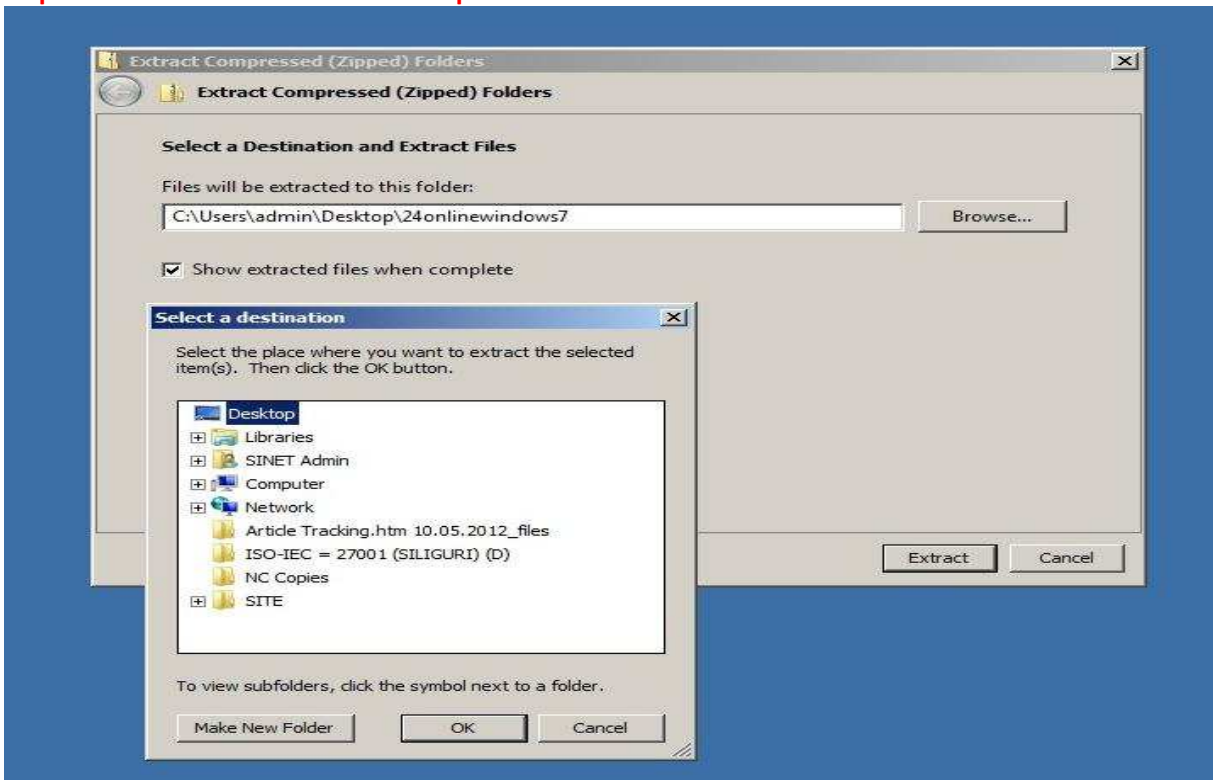 Extract Compressed (Zipped) Folders
Extract Compressed (Zipped) Folders
Select a Destination and Extract Files
Files will be extracted to this folder:
C:\Users\admin\Desktop\24onlinewindows7
Browse...
Show extracted files when complete
Select a destination
Select the place where you want to extract the selected
item(s). Then click the OK button.
Desktop
Libraries
SINET Admin
Computer
Network
Article Tracking.htm 10.05.2012_files
ISO-IEC = 27001 (SILIGURI) (D)
NC Copies
SITE
To view subfolders, click the symbol next to a folder.
Make New Folder
OK
Cancel
Extract
Cancel